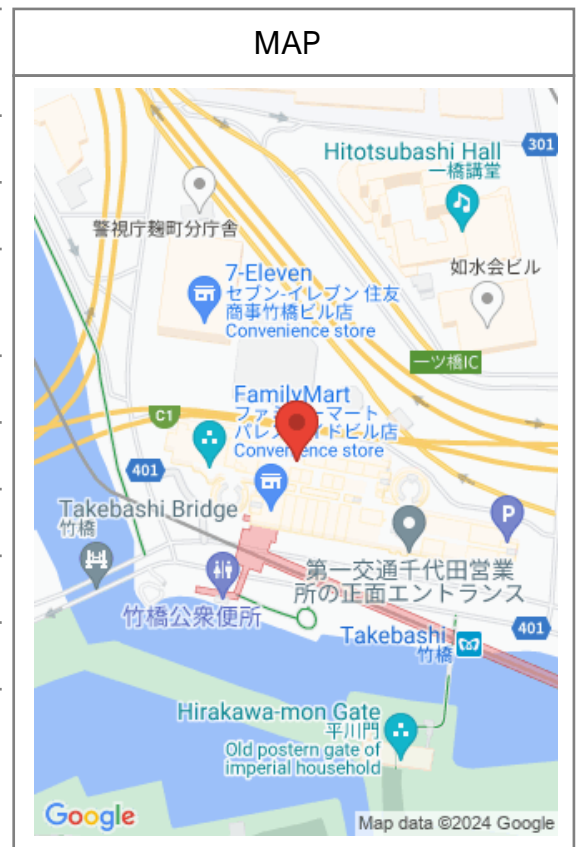 MAP
301
Hitotsubashi Hall
一橋講堂
警視庁麹町分庁舎
如水会ビル
7-Eleven
セブン-イレブン 住友
商事竹橋ビル店
Convenience store
一ツ橋IC
FamilyMart
C1
ドビル店
Convenience store
401
Takebashi Bridge
竹橋
P
第一交通千代田営業
所の正面エントランス
竹橋公衆便所
401
Takebashi
竹橋
Hirakawa-mon Gate
平川門
Old postern gate of
imperial household
Google
Map data ©2024 Google